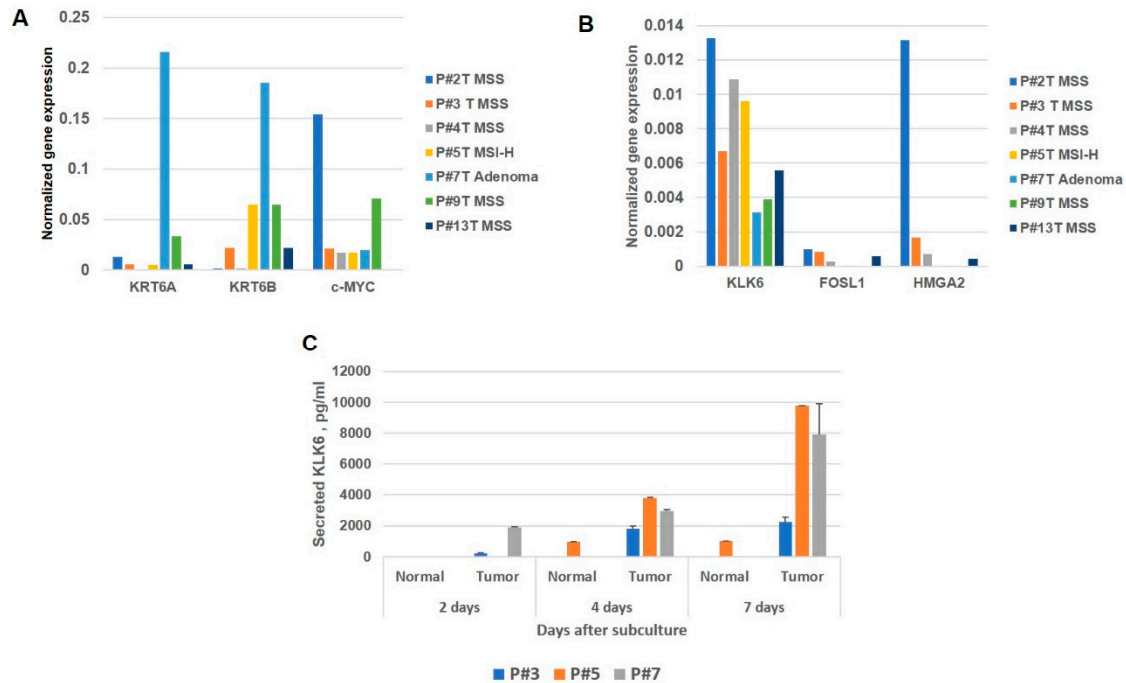 A
Normalized gene expression
0.25
0.2
0.15
0.1
0.05
0
KRT6A KRT6B c-MYC
P#2T MSS
P#3 T MSS
P#4T MSS
P#5T MSI-H
P#7T Adenoma
P#9T MSS
P#13T MSS
B
Normalized gene expression
0.014
0.012
0.01
0.008
0.006
0.004
0.002
0
KLK6 FOSL1 HMGA2
P#2T MSS
P#3 T MSS
P#4T MSS
P#5T MSI-H
P#7T Adenoma
P#9T MSS
P#13T MSS
C
Secreted KLK6 , pg/ml
12000
10000
8000
6000
4000
2000
0
Normal Tumor Normal Tumor Normal Tumor
2 days 4 days 7 days
Days after subculture
P#3 P#5 P#7